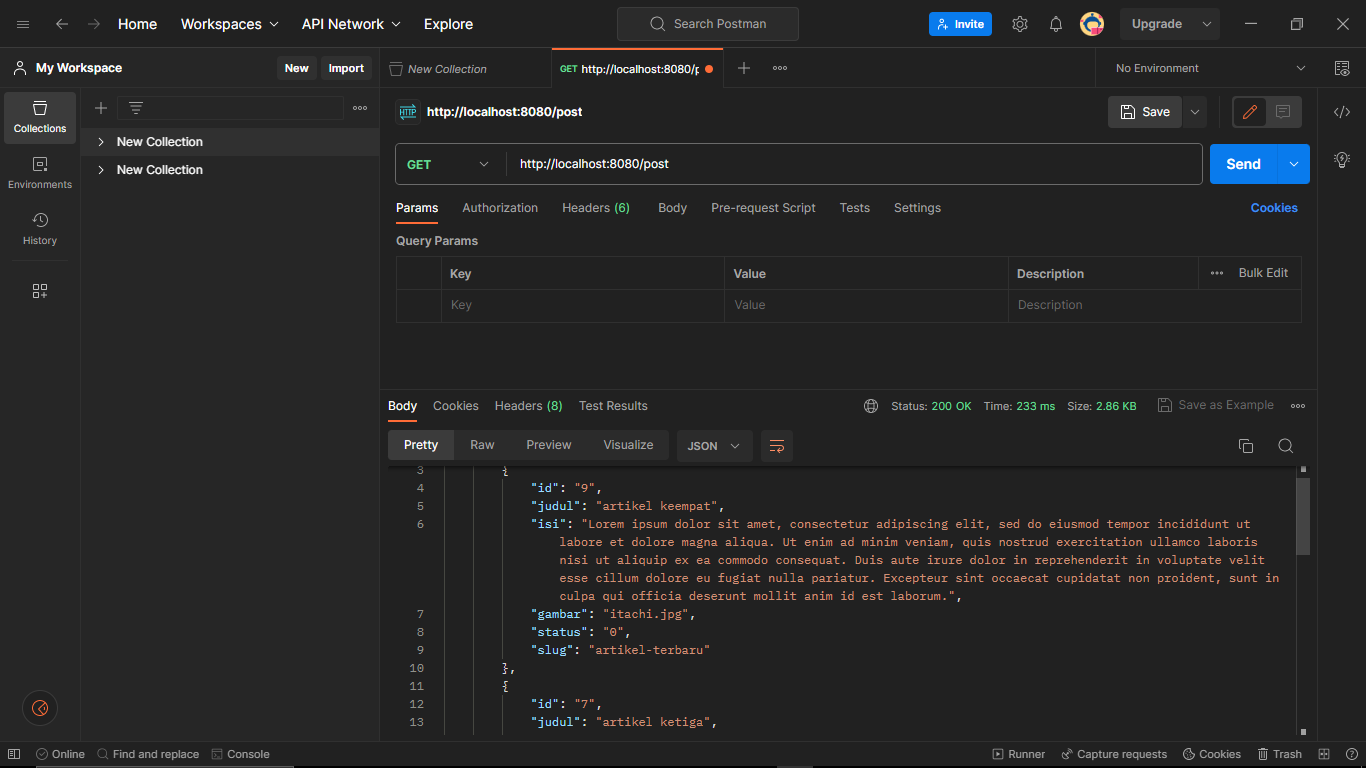 Home Workspaces API Network Explore Search Postman Invite Upgrade
My Workspace New Import New Collection GET http://localhost:8080/p No Environment
Collections
Environments
History
New Collection
New Collection
HTTP http://localhost:8080/post Save
GET http://localhost:8080/post Send
Params Authorization Headers (6) Body Pre-request Script Tests Settings Cookies
Query Params
Key Value Description Bulk Edit
Key Value Description
Body Cookies Headers (8) Test Results Status: 200 OK Time: 233 ms Size: 2.86 KB Save as Example
Pretty Raw Preview Visualize JSON
3 {
4 "id": "9",
5 "judul": "artikel keempat",
6 "isi": "Lorem ipsum dolor sit amet, consectetur adipiscing elit, sed do eiusmod tempor incididunt ut
labore et dolore magna aliqua. Ut enim ad minim veniam, quis nostrud exercitation ullamco laboris
nisi ut aliquip ex ea commodo consequat. Duis aute irure dolor in reprehenderit in voluptate velit
esse cillum dolore eu fugiat nulla pariatur. Excepteur sint occaecat cupidatat non proident, sunt in
culpa qui officia deserunt mollit anim id est laborum.",
7 "gambar": "itachi.jpg",
8 "status": "0",
9 "slug": "artikel-terbaru"
10 },
11 {
12 "id": "7",
13 "judul": "artikel ketiga",
Online Find and replace Console Runner Capture requests Cookies Trash